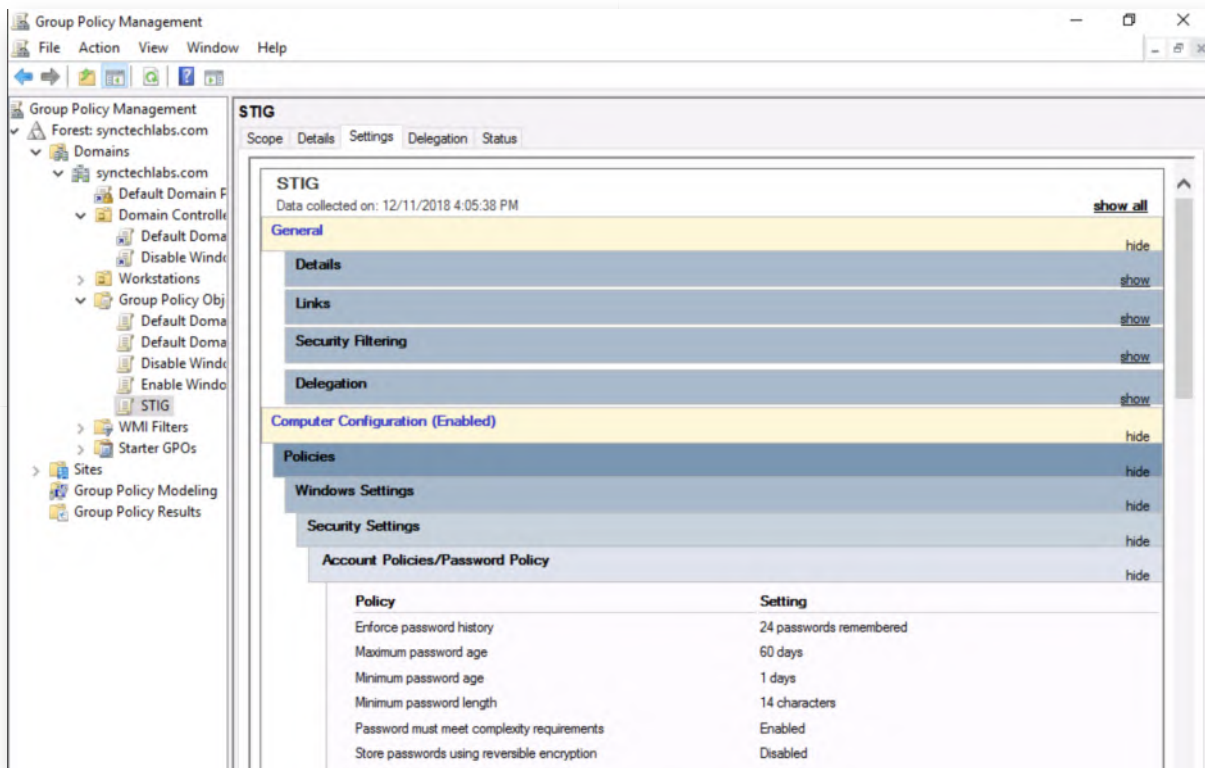 Group Policy Management
File Action View Window Help
Group Policy Management
Forest: synctechlabs.com
Domains
synctechlabs.com
Default Domain P
Domain Controlle
Default Doma
Disable Windo
Workstations
Group Policy Obj
Default Doma
Default Doma
Disable Windo
Enable Windo
STIG
WMI Filters
Starter GPOs
Sites
Group Policy Modeling
Group Policy Results
STIG
Scope Details Settings Delegation Status
STIG
Data collected on: 12/11/2018 4:05:38 PM show all
General hide
Details show
Links show
Security Filtering show
Delegation show
Computer Configuration (Enabled) hide
Policies hide
Windows Settings hide
Security Settings hide
Account Policies/Password Policy hide
Policy Setting
Enforce password history 24 passwords remembered
Maximum password age 60 days
Minimum password age 1 days
Minimum password length 14 characters
Password must meet complexity requirements Enabled
Store passwords using reversible encryption Disabled